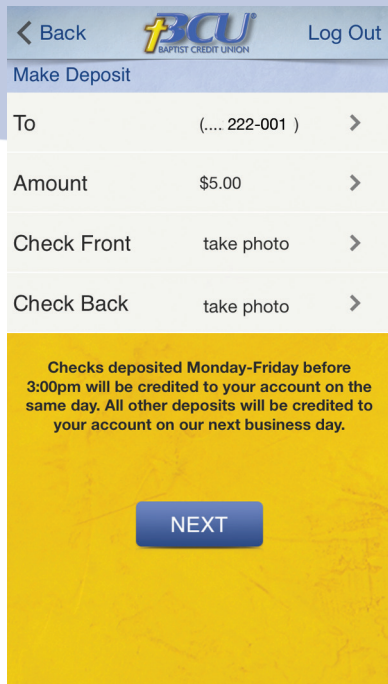 Back
BCU
BAPTIST CREDIT UNION
Log Out
Make Deposit
To (.... 222-001 )
Amount $5.00
Check Front take photo
Check Back take photo
Checks deposited Monday-Friday before
3:00pm will be credited to your account on the
same day. All other deposits will be credited to
your account on our next business day.
NEXT